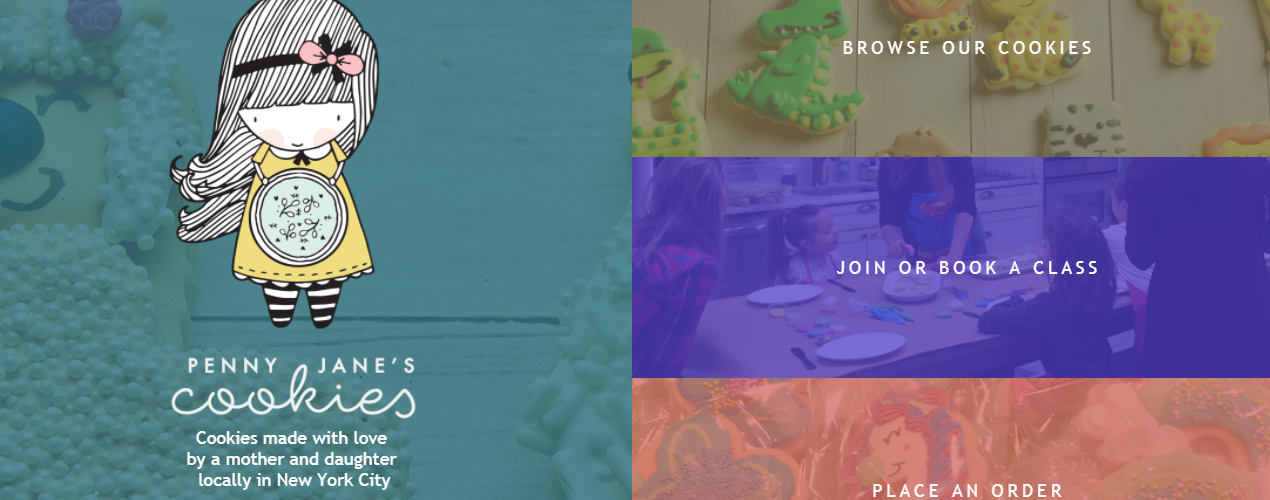 PENNY JANE'S
cookies
Cookies made with love
by a mother and daughter
locally in New York City
BROWSE OUR COOKIES
JOIN OR BOOK A CLASS
PLACE AN ORDER